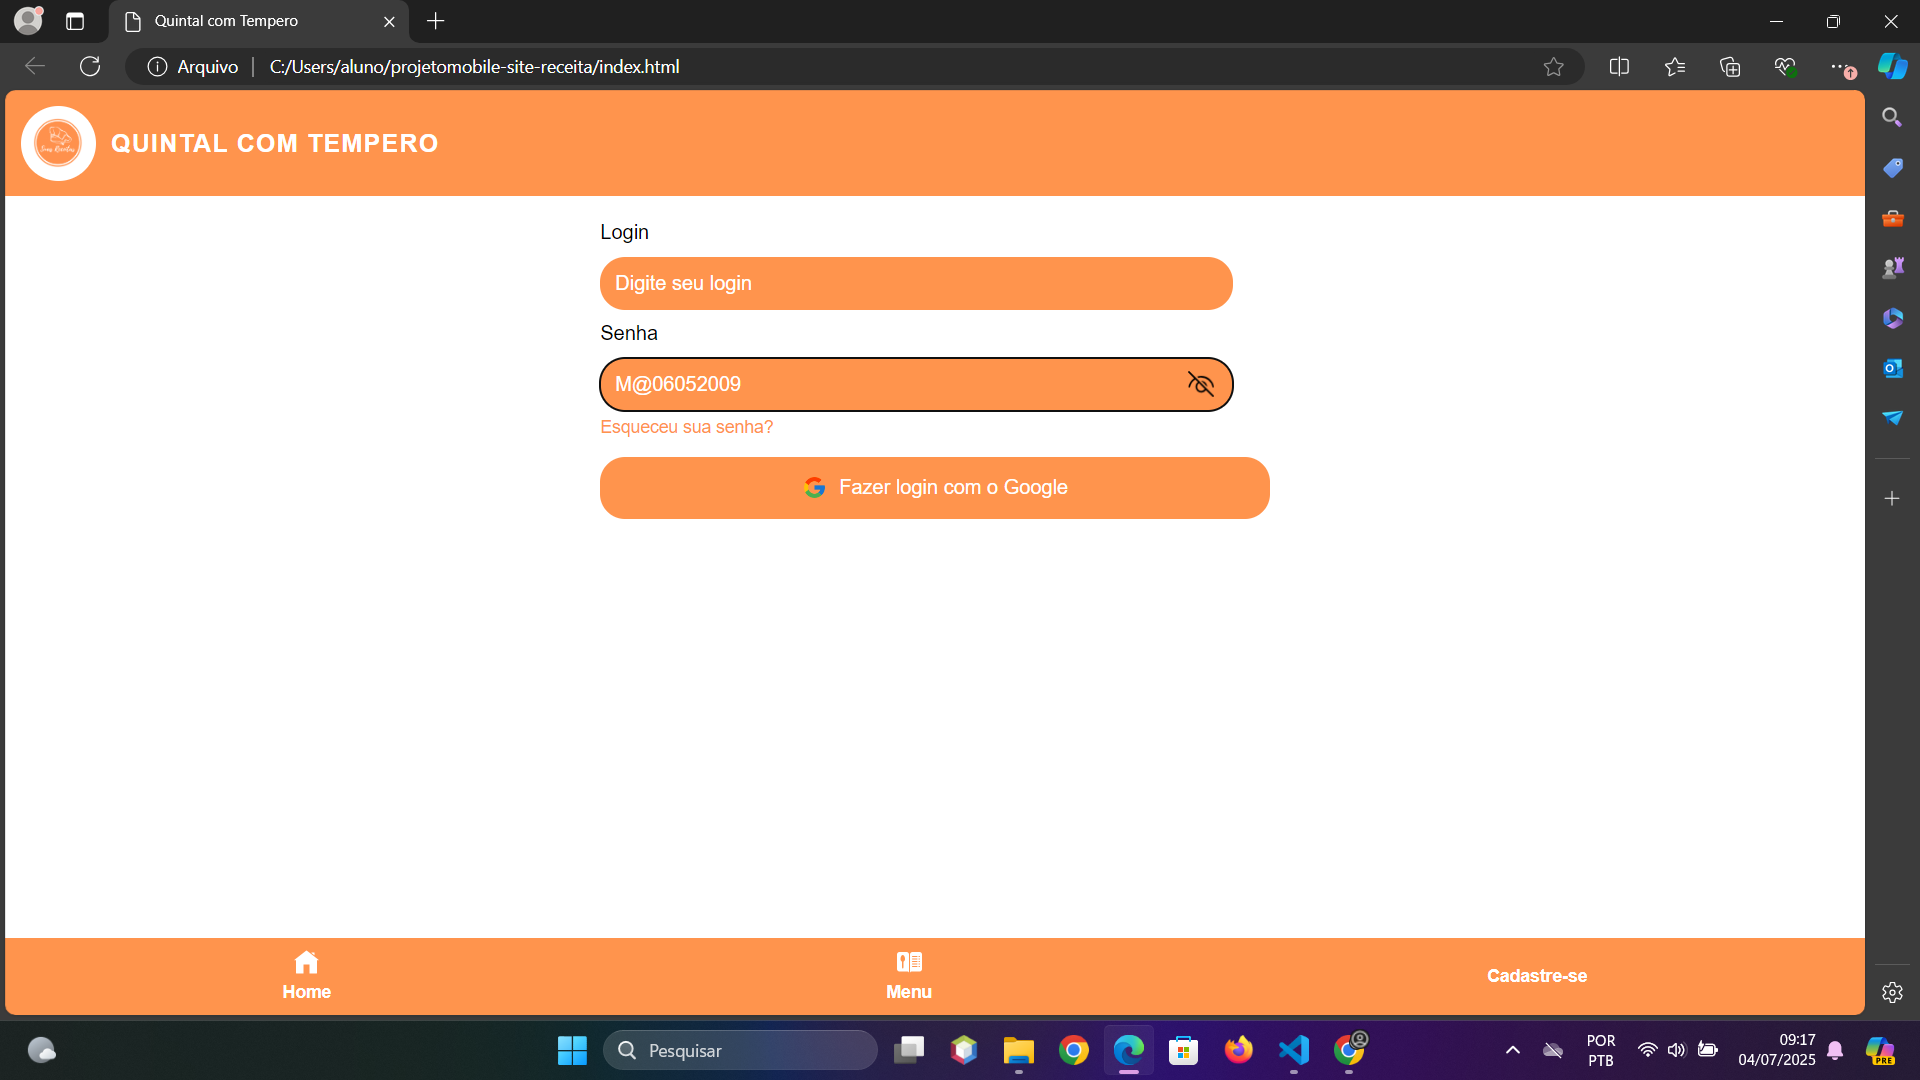 Quintal com Tempero
Arquivo
C:/Users/aluno/projetomobile-site-receita/index.html
QUINTAL COM TEMPERO
Login
Digite seu login
Senha
M@06052009
Esqueceu sua senha?
Fazer login com o Google
Home
Menu
Cadastre-se
Pesquisar
POR
PTB
09:17
04/07/2025
PRE